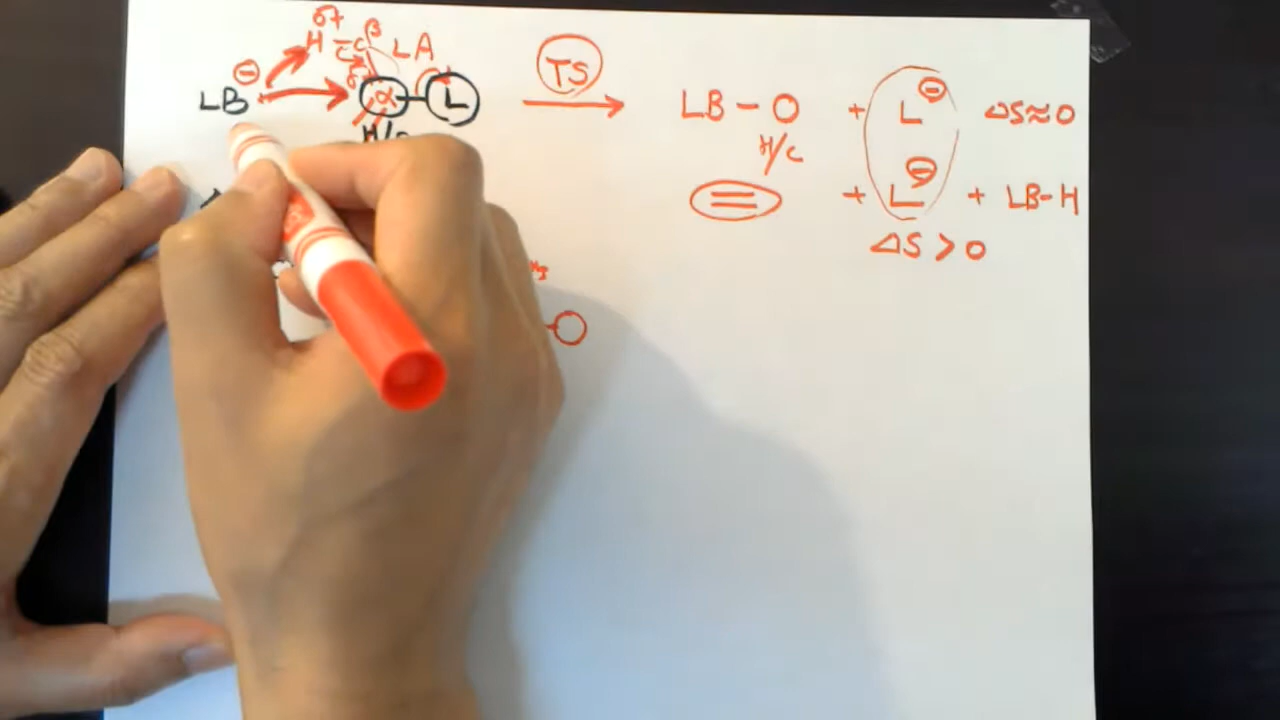 δ+
H – C β LA
LB ⊖ α – L TS LB – O + L ⊖ ΔS≈0
H/C H/C
= + L ⊖ + LB-H
ΔS > 0